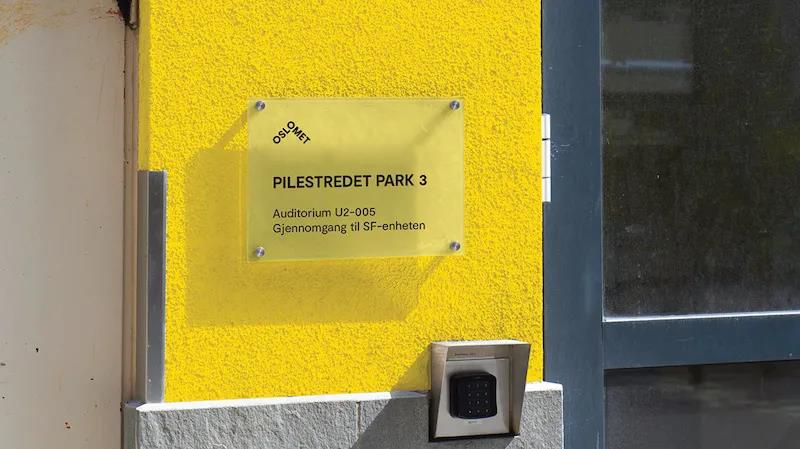 OSLOMET
PILESTREDET PARK 3
Auditorium U2-005
Gjennomgang til SF-enheten